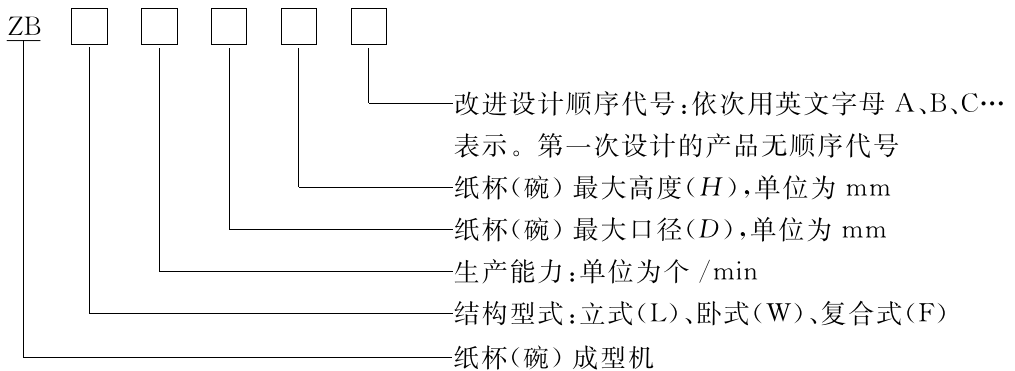 ZB □ □ □ □ □
改进设计顺序代号:依次用英文字母 A、B、C…
表示。第一次设计的产品无顺序代号
纸杯(碗)最大高度(H),单位为 mm
纸杯(碗)最大口径(D),单位为 mm
生产能力:单位为个/min
结构型式:立式(L)、卧式(W)、复合式(F)
纸杯(碗)成型机